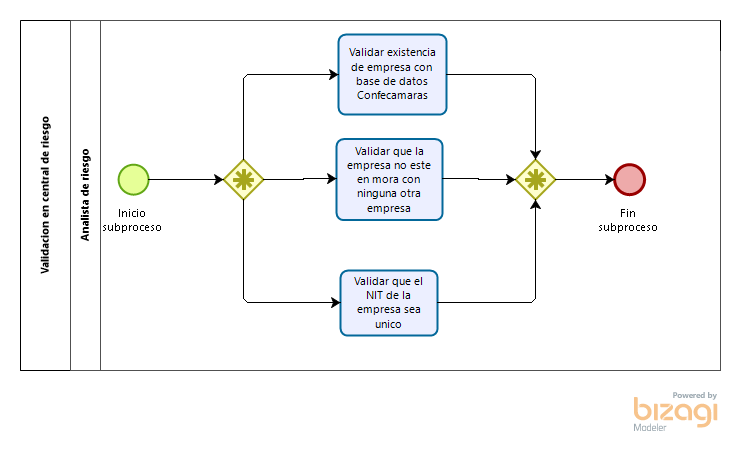 Validacion en central de riesgo
Analista de riesgo
Inicio
subproceso
Validar existencia
de empresa con
base de datos
Confecamaras
Validar que la
empresa no este
en mora con
ninguna otra
empresa
Validar que el
NIT de la
empresa sea
unico
Fin
subproceso
Powered by
bizagi
Modeler